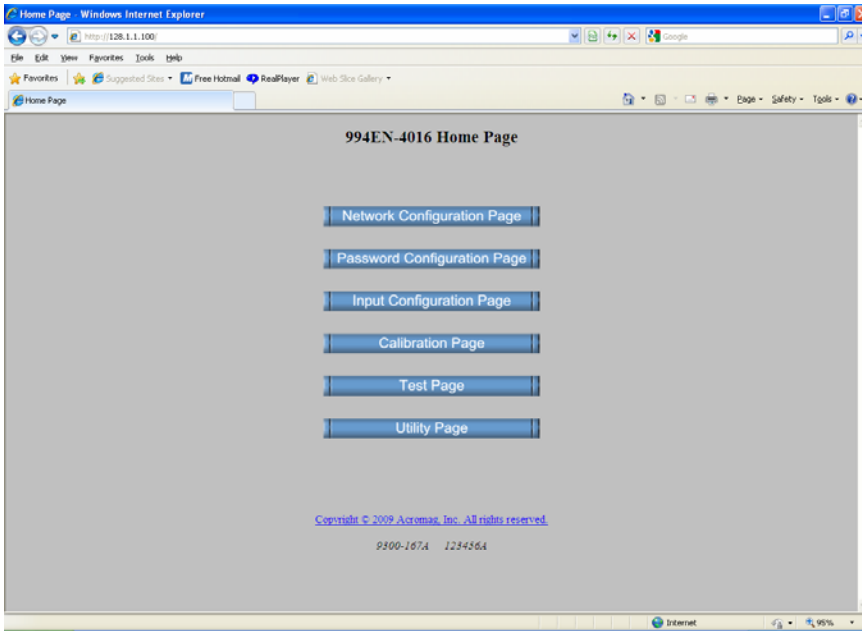 Home Page - Windows Internet Explorer
http://128.1.1.100/
Google
File Edit View Favorites Tools Help
Favorites Suggested Sites Free Hotmail RealPlayer Web Slice Gallery
Home Page Page Safety Tools
994EN-4016 Home Page
Network Configuration Page
Password Configuration Page
Input Configuration Page
Calibration Page
Test Page
Utility Page
Copyright © 2009 Acromag, Inc. All rights reserved.
9300-167A 123456A
Internet 95%